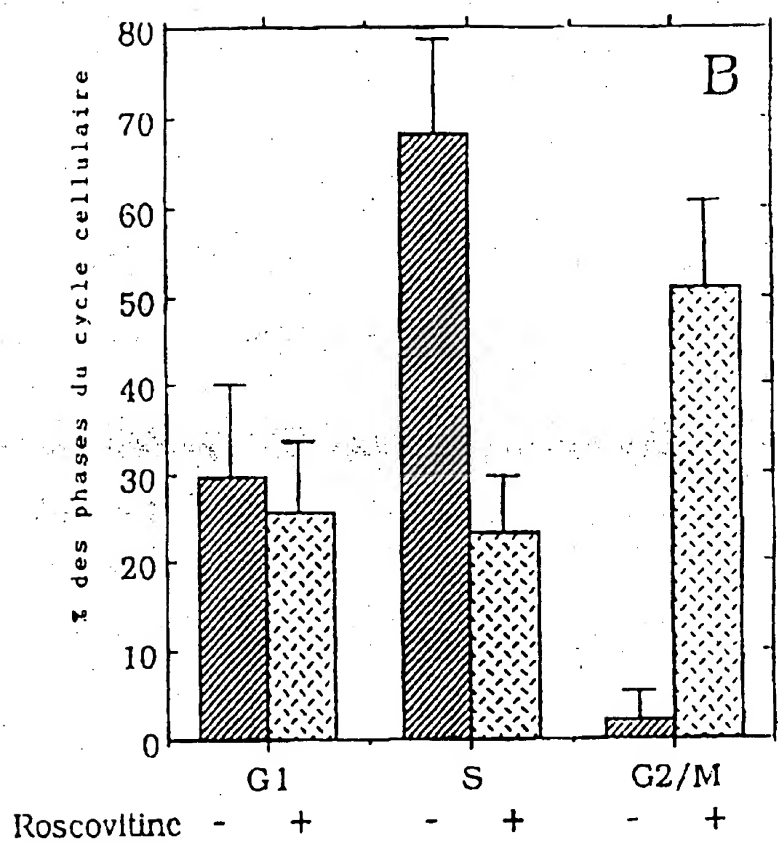 B
% des phases du cycle cellulaire
80
70
60
50
40
30
20
10
0
G1 S G2/M
Roscovitine - + - + - +